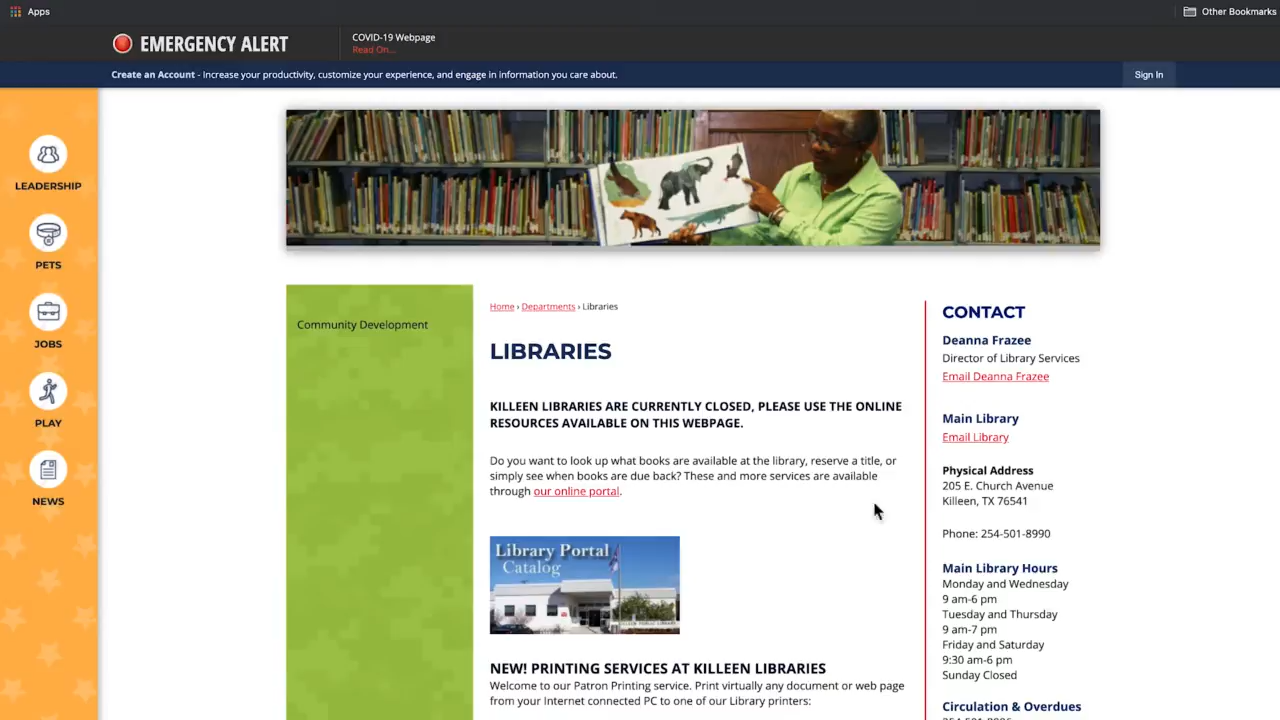 Apps
Other Bookmarks
EMERGENCY ALERT
COVID-19 Webpage
Read On...
Create an Account - Increase your productivity, customize your experience, and engage in information you care about.
Sign In
LEADERSHIP
PETS
JOBS
PLAY
NEWS
Community Development
Home › Departments › Libraries
LIBRARIES
KILLEEN LIBRARIES ARE CURRENTLY CLOSED, PLEASE USE THE ONLINE
RESOURCES AVAILABLE ON THIS WEBPAGE.
Do you want to look up what books are available at the library, reserve a title, or
simply see when books are due back? These and more services are available
through our online portal.
Library Portal
Catalog
KILLEEN PUBLIC LIBRARY
NEW! PRINTING SERVICES AT KILLEEN LIBRARIES
Welcome to our Patron Printing service. Print virtually any document or web page
from your Internet connected PC to one of our Library printers:
CONTACT
Deanna Frazee
Director of Library Services
Email Deanna Frazee
Main Library
Email Library
Physical Address
205 E. Church Avenue
Killeen, TX 76541
Phone: 254-501-8990
Main Library Hours
Monday and Wednesday
9 am-6 pm
Tuesday and Thursday
9 am-7 pm
Friday and Saturday
9:30 am-6 pm
Sunday Closed
Circulation & Overdues